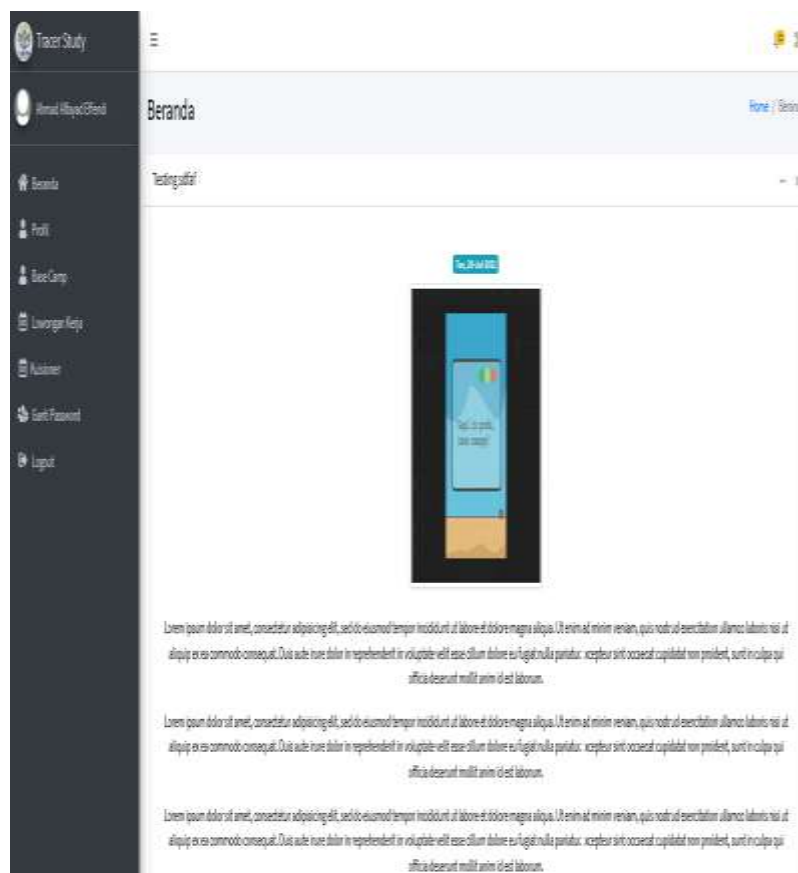 Tracer Study
Beranda
Home /
Beranda
Profil
Base Camp
Lowongan Kerja
Kuisioner
Ganti Password
Logout
Testing
Lorem ipsum dolor sit amet, consectetur adipisicing elit, sed do eiusmod tempor incididunt ut labore et dolore magna aliqua. Ut enim ad minim veniam, quis nostrud exercitation ullamco laboris nisi ut
aliquip ex ea commodo consequat. Duis aute irure dolor in reprehenderit in voluptate velit esse cillum dolore eu fugiat nulla pariatur. xcepteur sint occaecat cupidatat non proident, sunt in culpa qui
officia deserunt mollit anim id est laborum.
Lorem ipsum dolor sit amet, consectetur adipisicing elit, sed do eiusmod tempor incididunt ut labore et dolore magna aliqua. Ut enim ad minim veniam, quis nostrud exercitation ullamco laboris nisi ut
aliquip ex ea commodo consequat. Duis aute irure dolor in reprehenderit in voluptate velit esse cillum dolore eu fugiat nulla pariatur. xcepteur sint occaecat cupidatat non proident, sunt in culpa qui
officia deserunt mollit anim id est laborum.
Lorem ipsum dolor sit amet, consectetur adipisicing elit, sed do eiusmod tempor incididunt ut labore et dolore magna aliqua. Ut enim ad minim veniam, quis nostrud exercitation ullamco laboris nisi ut
aliquip ex ea commodo consequat. Duis aute irure dolor in reprehenderit in voluptate velit esse cillum dolore eu fugiat nulla pariatur. xcepteur sint occaecat cupidatat non proident, sunt in culpa qui
officia deserunt mollit anim id est laborum.